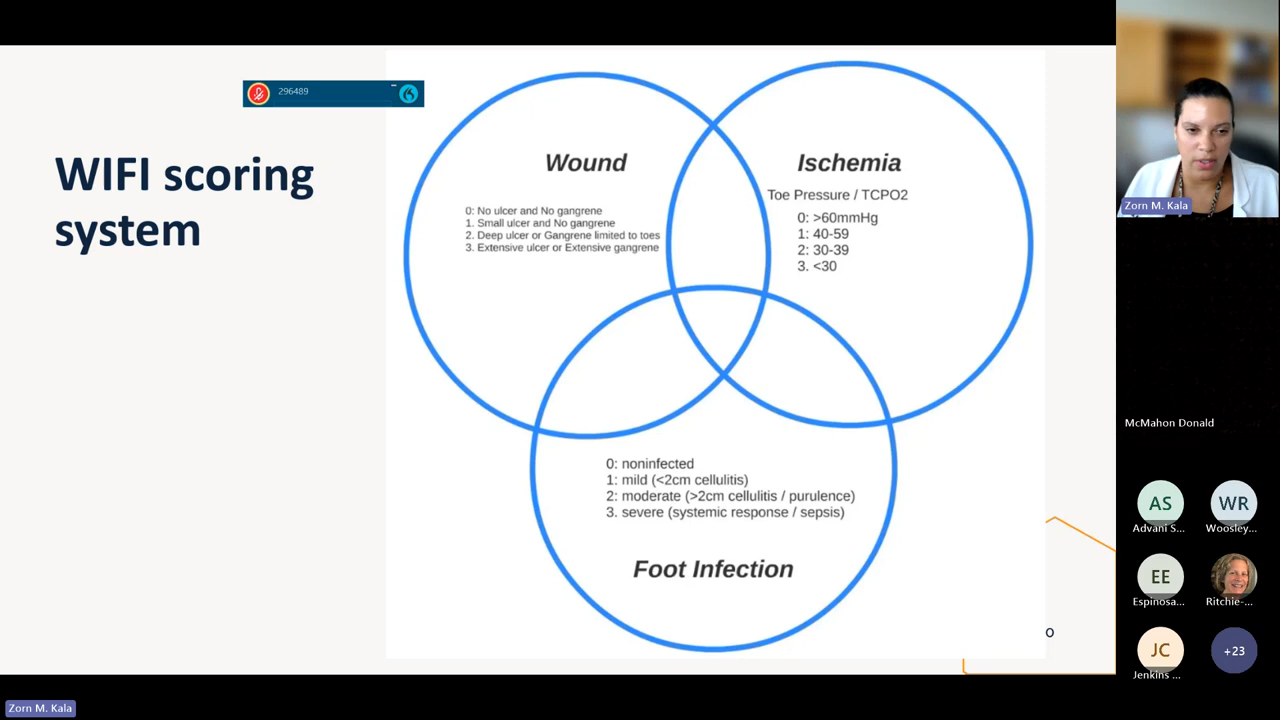 296489
WIFI scoring
system
Wound
0: No ulcer and No gangrene
1. Small ulcer and No gangrene
2. Deep ulcer or Gangrene limited to toes
3. Extensive ulcer or Extensive gangrene
Ischemia
Toe Pressure / TCPO2
0: >60mmHg
1: 40-59
2: 30-39
3. <30
0: noninfected
1: mild (<2cm cellulitis)
2: moderate (>2cm cellulitis / purulence)
3. severe (systemic response / sepsis)
Foot Infection
o
Zorn M. Kala
McMahon Donald
AS
WR
Advani S...
Woosley...
EE
Espinosa...
Ritchie-...
JC
+23
Jenkins ...
Zorn M. Kala